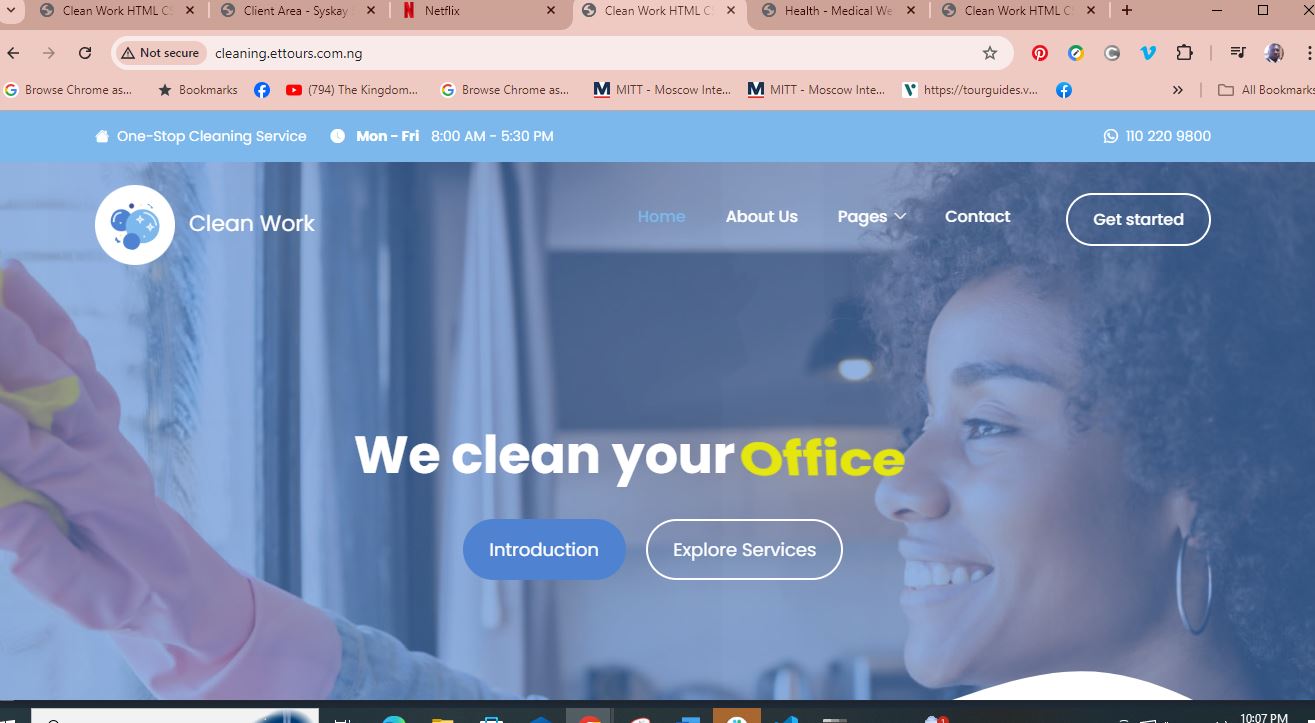 Clean Work HTML CS
Client Area - Syskay
Netflix
Clean Work HTML C
Health - Medical We
Clean Work HTML C
Not secure
cleaning.ettours.com.ng
Browse Chrome as...
Bookmarks
(794) The Kingdom...
Browse Chrome as...
MITT - Moscow Inte...
MITT - Moscow Inte...
https://tourguides.v...
All Bookmarks
One-Stop Cleaning Service
Mon - Fri 8:00 AM - 5:30 PM
110 220 9800
Clean Work
Home
About Us
Pages
Contact
Get started
We clean your Office
Introduction
Explore Services
10:07 PM